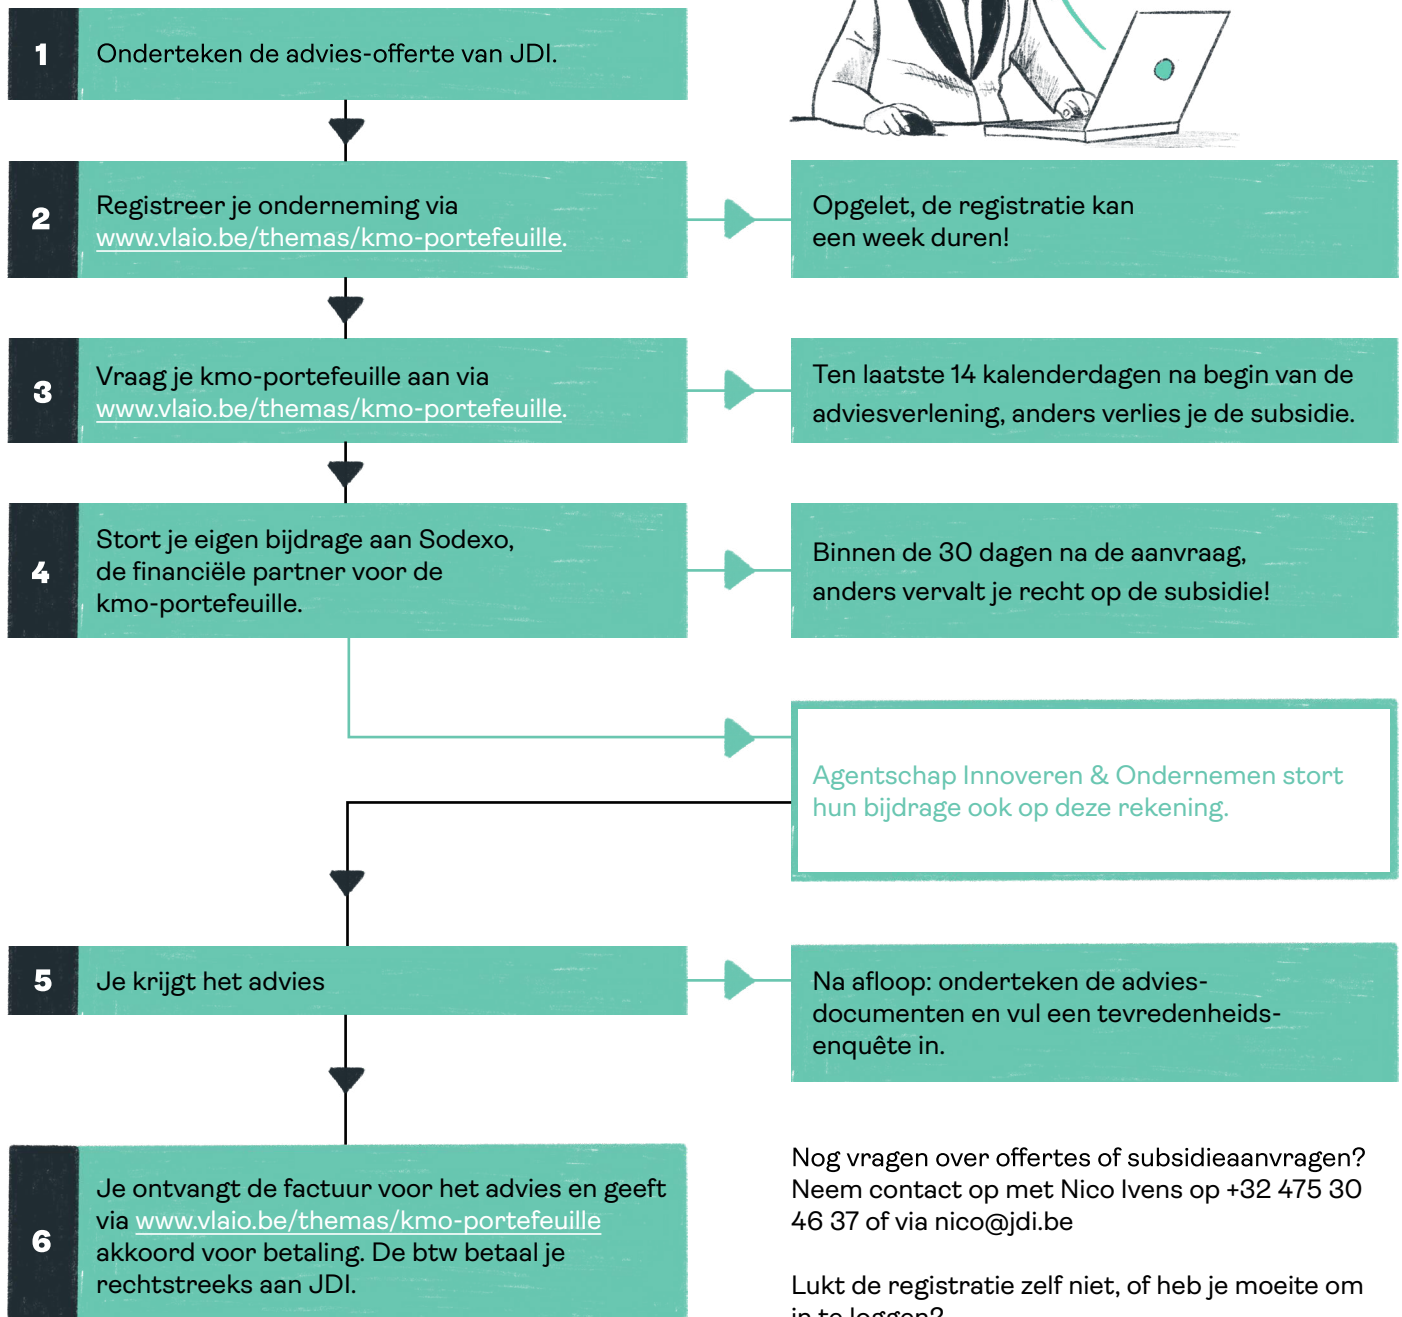 1
Onderteken de advies-offerte van JDI.
2
Registreer je onderneming via
www.vlaio.be/themas/kmo-portefeuille.
Opgelet, de registratie kan
een week duren!
3
Vraag je kmo-portefeuille aan via
www.vlaio.be/themas/kmo-portefeuille.
Ten laatste 14 kalenderdagen na begin van de
adviesverlening, anders verlies je de subsidie.
4
Stort je eigen bijdrage aan Sodexo,
de financiële partner voor de
kmo-portefeuille.
Binnen de 30 dagen na de aanvraag,
anders vervalt je recht op de subsidie!
Agentschap Innoveren & Ondernemen stort
hun bijdrage ook op deze rekening.
5
Je krijgt het advies
Na afloop: onderteken de advies-
documenten en vul een tevredenheids-
enquête in.
6
Je ontvangt de factuur voor het advies en geeft
via www.vlaio.be/themas/kmo-portefeuille
akkoord voor betaling. De btw betaal je
rechtstreeks aan JDI.
Nog vragen over offertes of subsidieaanvragen?
Neem contact op met Nico Ivens op +32 475 30
46 37 of via nico@jdi.be
Lukt de registratie zelf niet, of heb je moeite om
in te loggen?